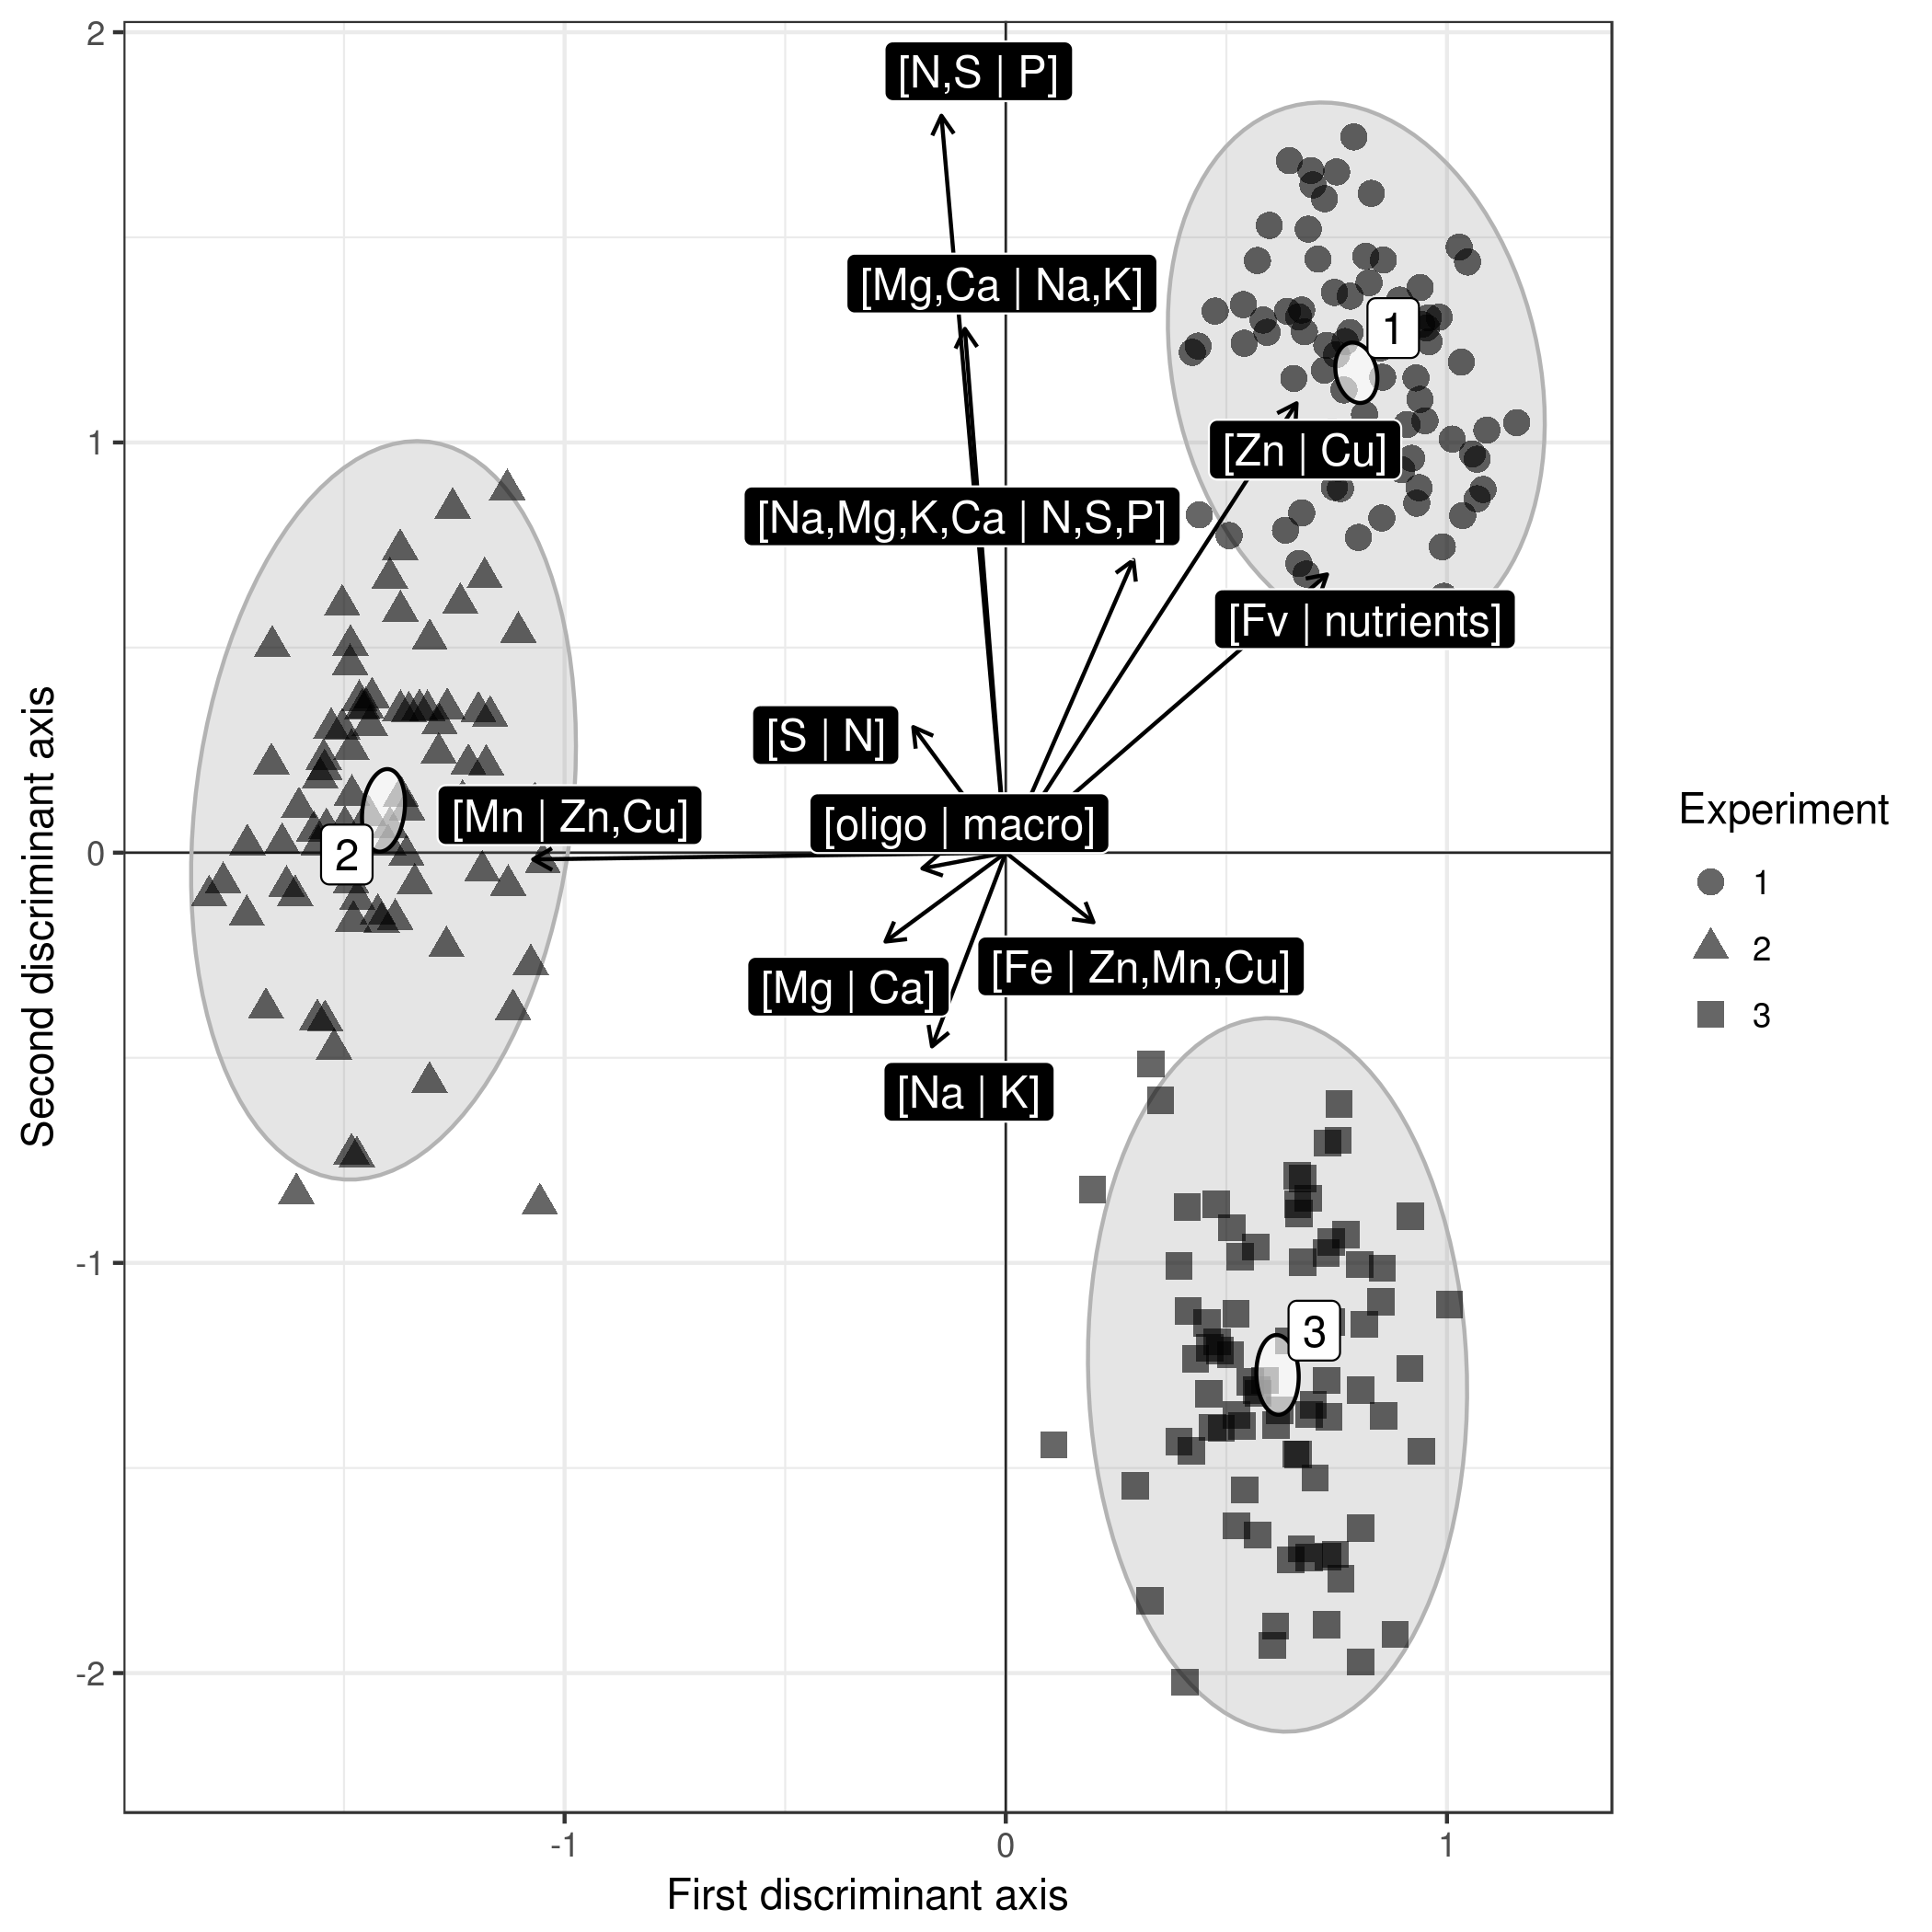 2
1
0
-1
-2
Second discriminant axis
[N,S | P]
[Mg,Ca | Na,K]
1
[Zn | Cu]
[Na,Mg,K,Ca | N,S,P]
[Fv | nutrients]
[S | N]
[Mn | Zn,Cu]
[oligo | macro]
2
[Mg | Ca]
[Fe | Zn,Mn,Cu]
[Na | K]
3
-1
0
1
First discriminant axis
Experiment
1
2
3